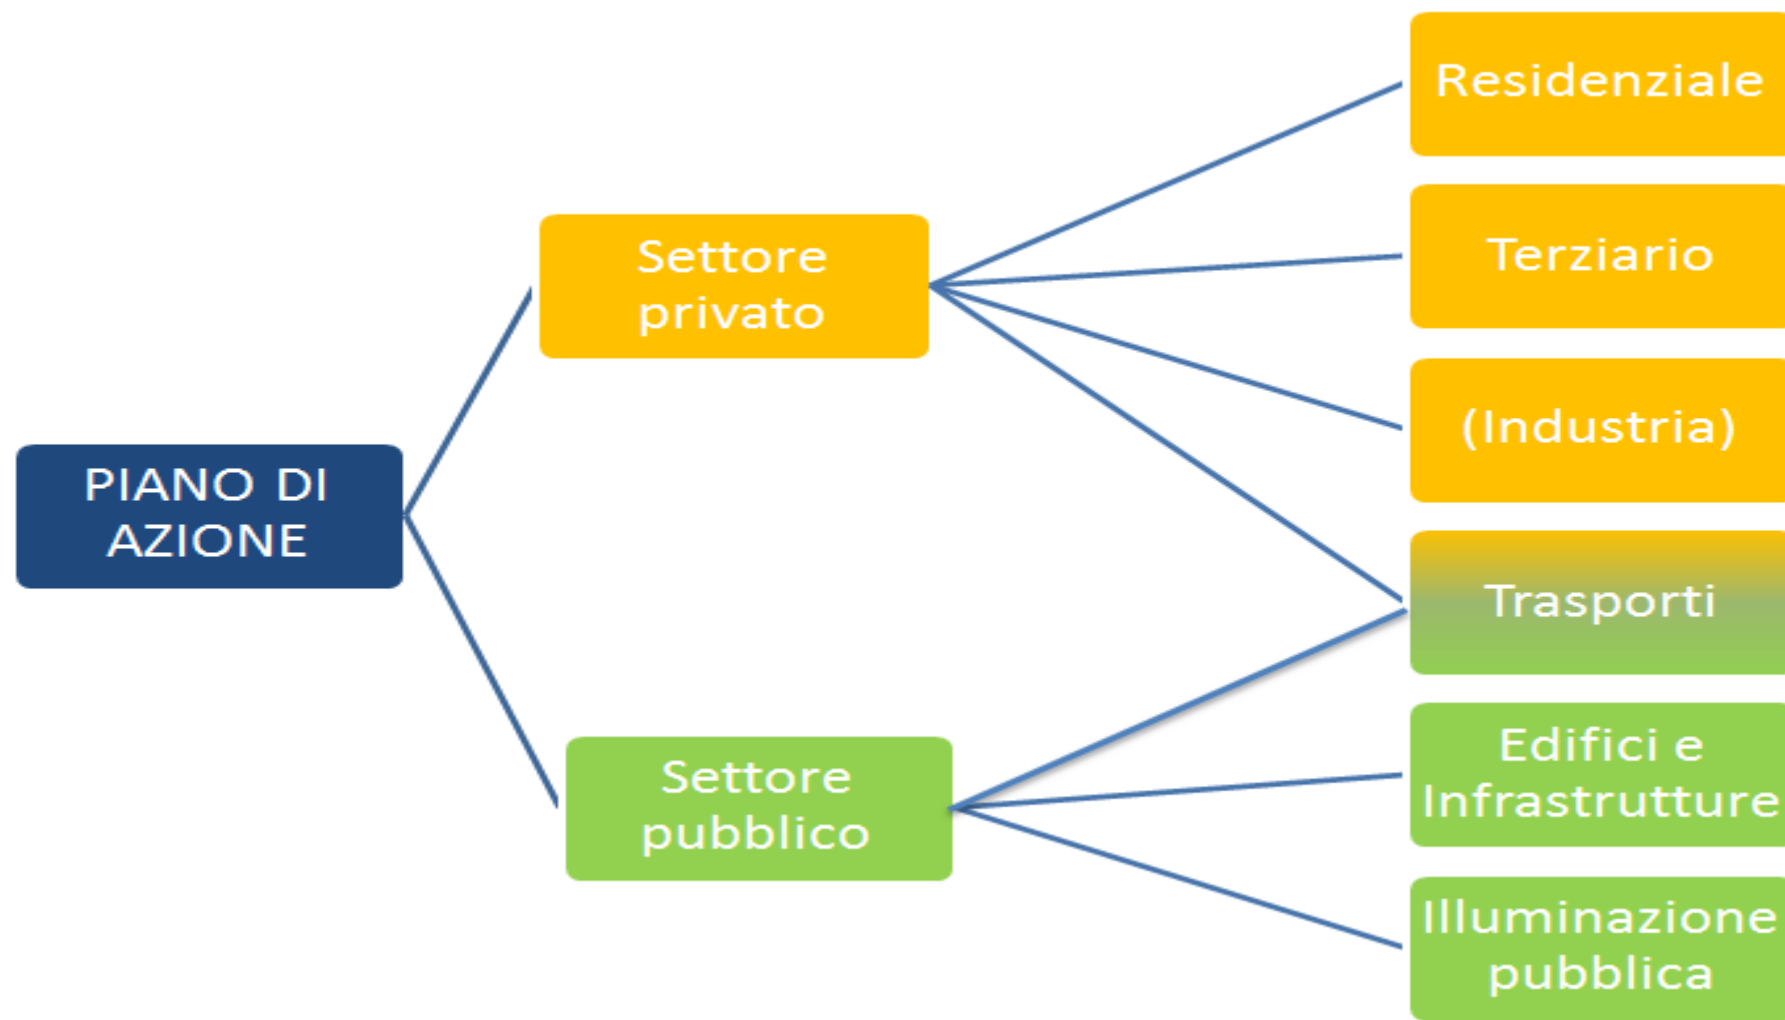 Residenziale
Settore
privato
Terziario
(Industria)
PIANO DI
AZIONE
Trasporti
Settore
pubblico
Edifici e
Infrastrutture
Illuminazione
pubblica